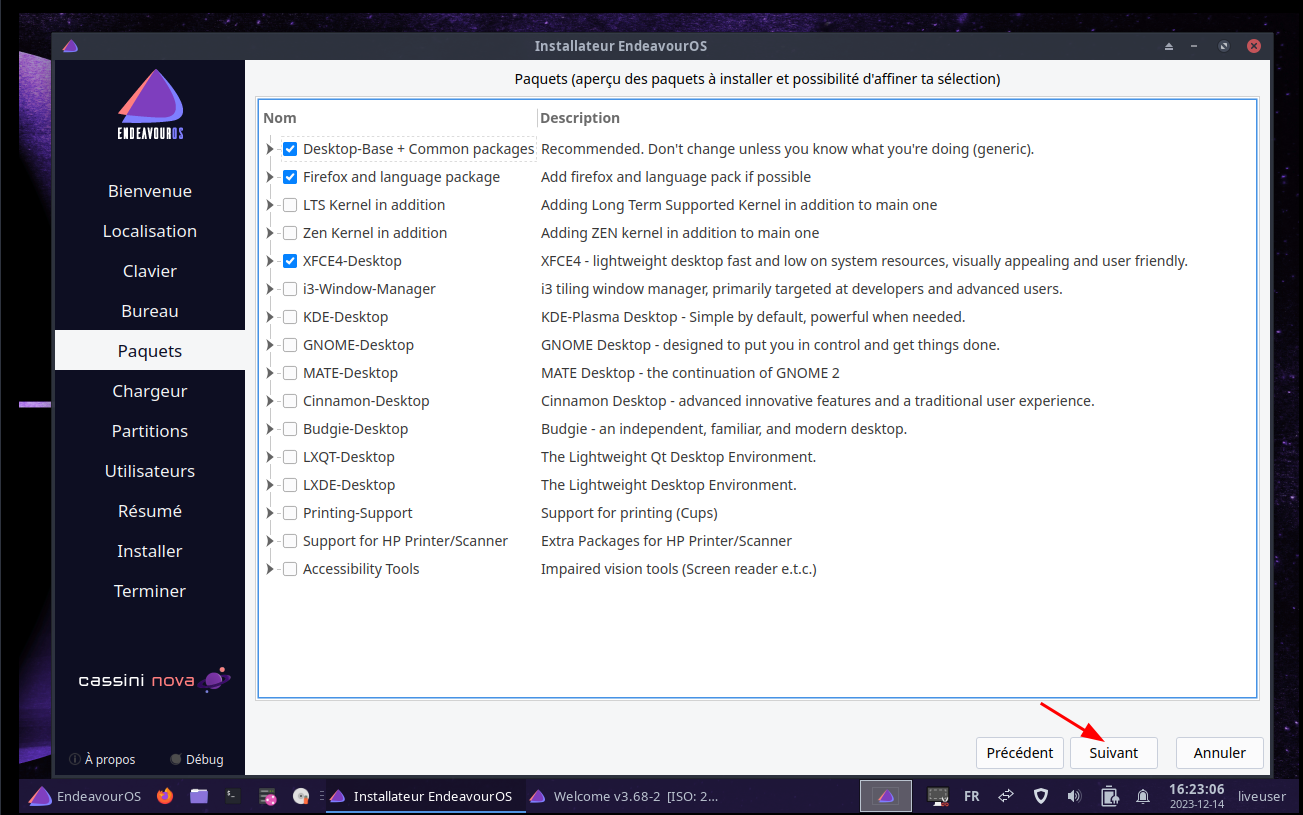 Installateur EndeavourOS
ENDEAVOUROS
Bienvenue
Localisation
Clavier
Bureau
Paquets
Chargeur
Partitions
Utilisateurs
Résumé
Installer
Terminer
cassini nova
À propos
Débug
Paquets (aperçu des paquets à installer et possibilité d'affiner ta sélection)
Nom Description
Desktop-Base + Common packages Recommended. Don't change unless you know what you're doing (generic).
Firefox and language package Add firefox and language pack if possible
LTS Kernel in addition Adding Long Term Supported Kernel in addition to main one
Zen Kernel in addition Adding ZEN kernel in addition to main one
XFCE4-Desktop XFCE4 - lightweight desktop fast and low on system resources, visually appealing and user friendly.
i3-Window-Manager i3 tiling window manager, primarily targeted at developers and advanced users.
KDE-Desktop KDE-Plasma Desktop - Simple by default, powerful when needed.
GNOME-Desktop GNOME Desktop - designed to put you in control and get things done.
MATE-Desktop MATE Desktop - the continuation of GNOME 2
Cinnamon-Desktop Cinnamon Desktop - advanced innovative features and a traditional user experience.
Budgie-Desktop Budgie - an independent, familiar, and modern desktop.
LXQT-Desktop The Lightweight Qt Desktop Environment.
LXDE-Desktop The Lightweight Desktop Environment.
Printing-Support Support for printing (Cups)
Support for HP Printer/Scanner Extra Packages for HP Printer/Scanner
Accessibility Tools Impaired vision tools (Screen reader e.t.c.)
Précédent Suivant Annuler
EndeavourOS Installateur EndeavourOS Welcome v3.68-2 [ISO: 2... FR 16:23:06 liveuser
2023-12-14